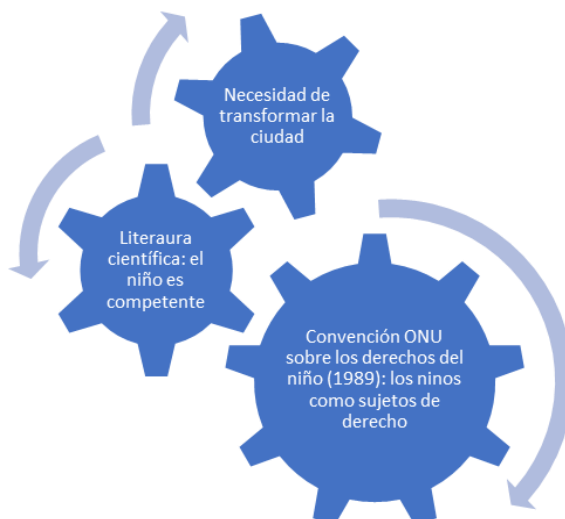 Necesidad de
transformar la
ciudad
Literaura
científica: el
niño es
competente
Convención ONU
sobre los derechos del
niño (1989): los ninos
como sujetos de
derecho